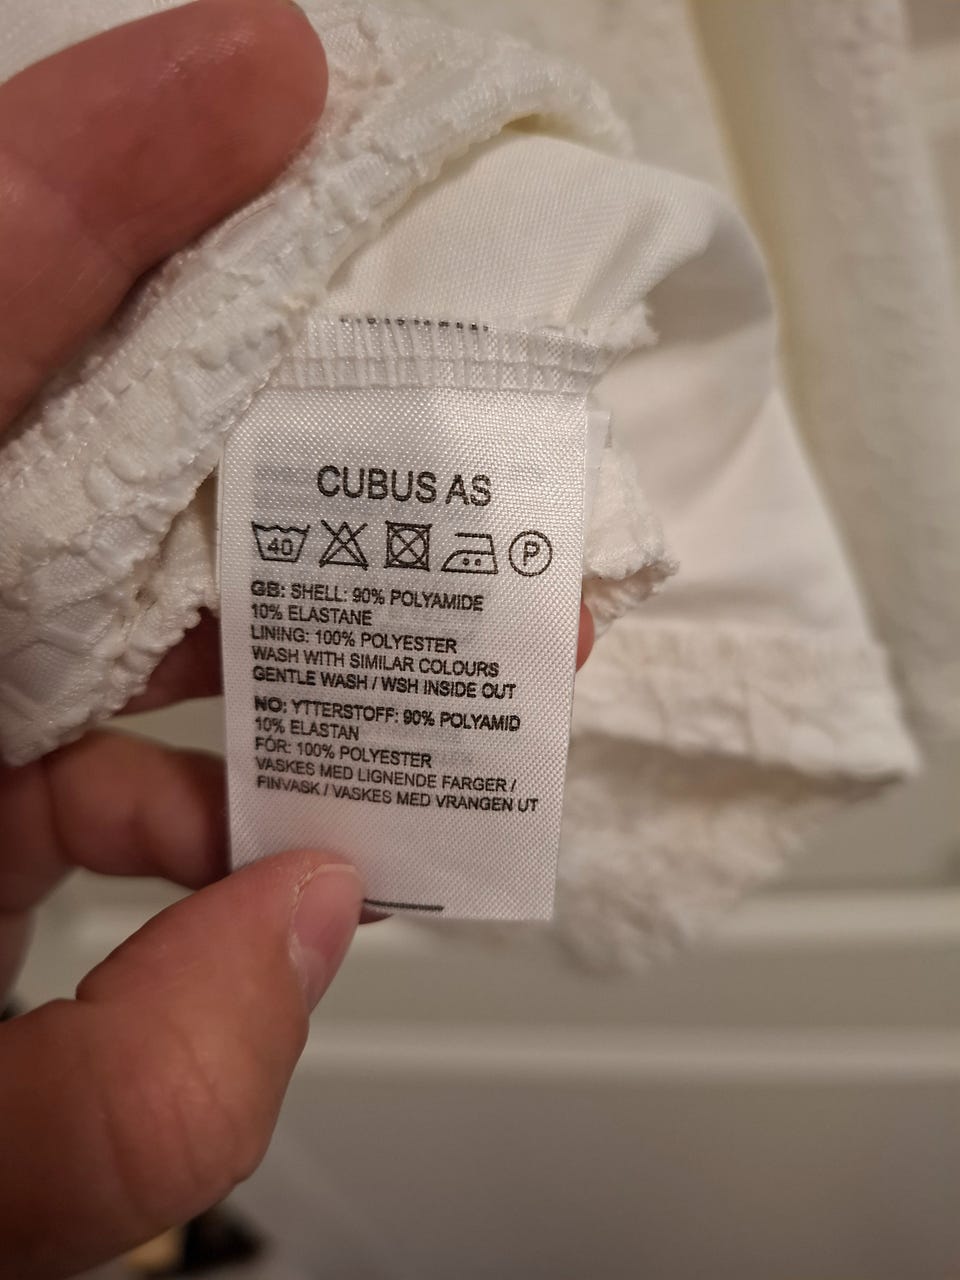 CUBUS AS
40 P
GB: SHELL: 90% POLYAMIDE
10% ELASTANE
LINING: 100% POLYESTER
WASH WITH SIMILAR COLOURS
GENTLE WASH / WSH INSIDE OUT
NO: YTTERSTOFF: 90% POLYAMID
10% ELASTAN
FÓR: 100% POLYESTER
VASKES MED LIGNENDE FARGER /
FINVASK / VASKES MED VRANGEN UT